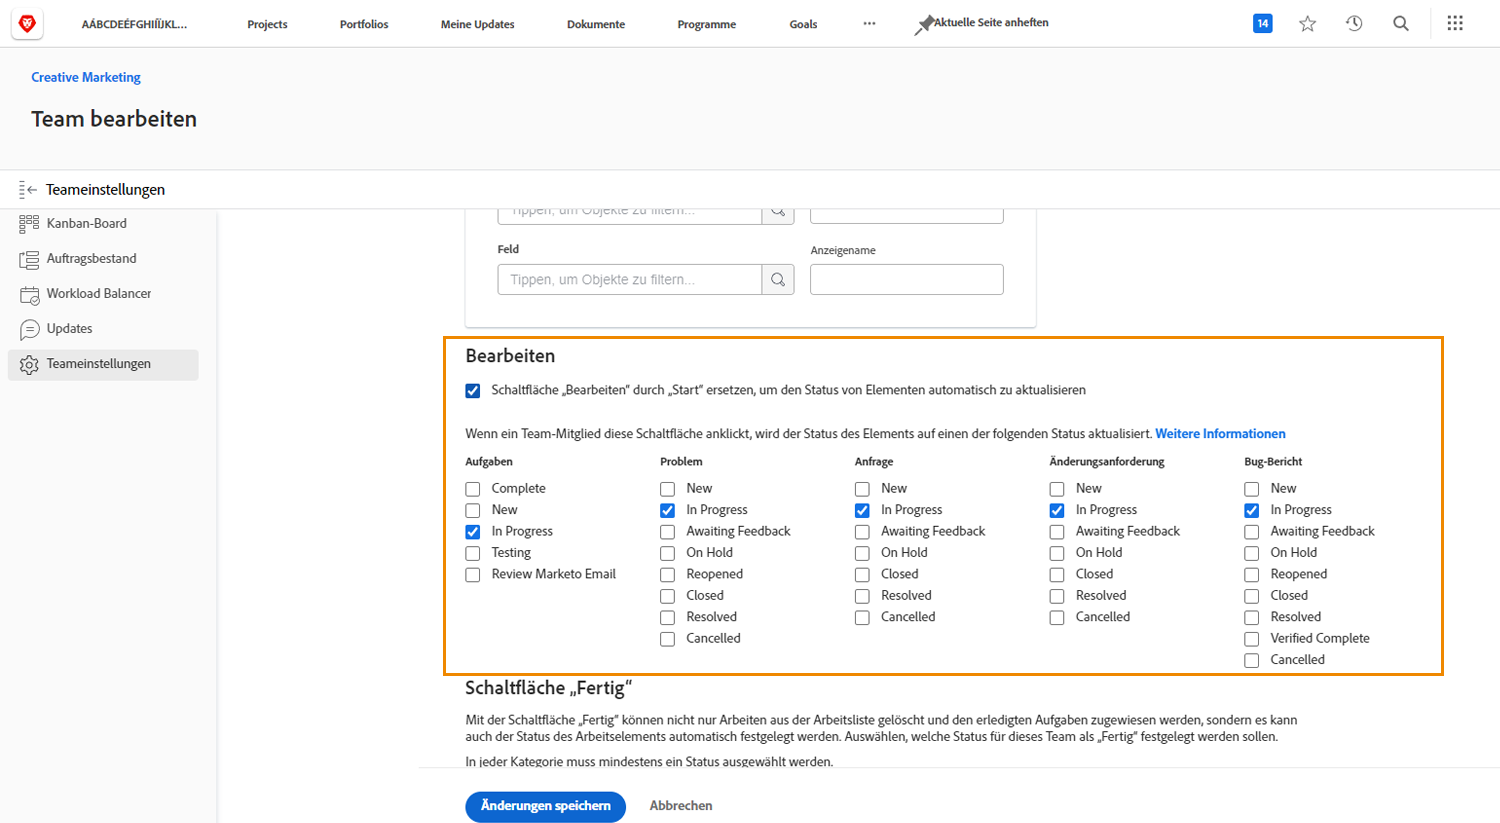 AÁBCDEÉFGHIÍÏJKL...
Projects
Portfolios
Meine Updates
Dokumente
Programme
Goals
Aktuelle Seite anheften
14
Creative Marketing
Team bearbeiten
Teameinstellungen
Kanban-Board
Auftragsbestand
Workload Balancer
Updates
Teameinstellungen
Tippen, um Objekte zu filtern...
Feld
Anzeigename
Tippen, um Objekte zu filtern...
Bearbeiten
Schaltfläche „Bearbeiten“ durch „Start“ ersetzen, um den Status von Elementen automatisch zu aktualisieren
Wenn ein Team-Mitglied diese Schaltfläche anklickt, wird der Status des Elements auf einen der folgenden Status aktualisiert. Weitere Informationen
Aufgaben
Complete
New
In Progress
Testing
Review Marketo Email
Problem
New
In Progress
Awaiting Feedback
On Hold
Reopened
Closed
Resolved
Cancelled
Anfrage
New
In Progress
Awaiting Feedback
On Hold
Closed
Resolved
Cancelled
Änderungsanforderung
New
In Progress
Awaiting Feedback
On Hold
Closed
Resolved
Cancelled
Bug-Bericht
New
In Progress
Awaiting Feedback
On Hold
Reopened
Closed
Resolved
Verified Complete
Cancelled
Schaltfläche „Fertig“
Mit der Schaltfläche „Fertig“ können nicht nur Arbeiten aus der Arbeitsliste gelöscht und den erledigten Aufgaben zugewiesen werden, sondern es kann
auch der Status des Arbeitselements automatisch festgelegt werden. Auswählen, welche Status für dieses Team als „Fertig“ festgelegt werden sollen.
In jeder Kategorie muss mindestens ein Status ausgewählt werden.
Änderungen speichern
Abbrechen